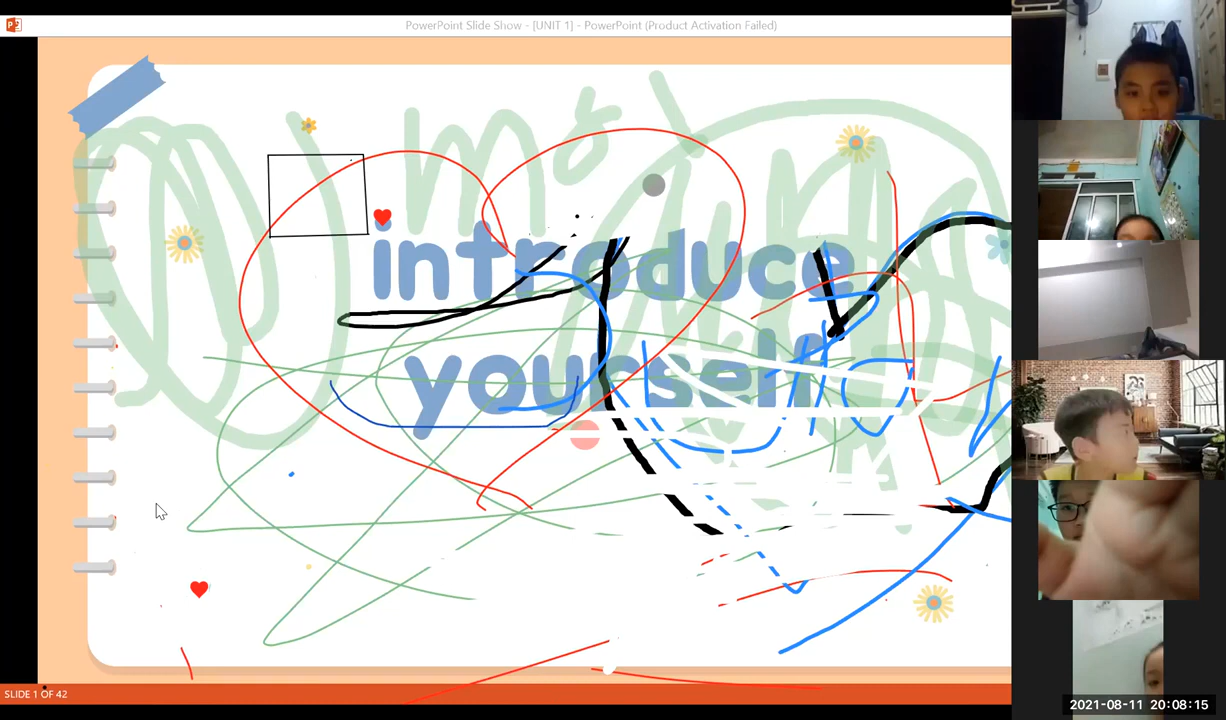 PowerPoint Slide Show - [UNIT 1] - PowerPoint (Product Activation Failed)
introduce
yourself
SLIDE 1 OF 42
2021-08-11 20:08:15